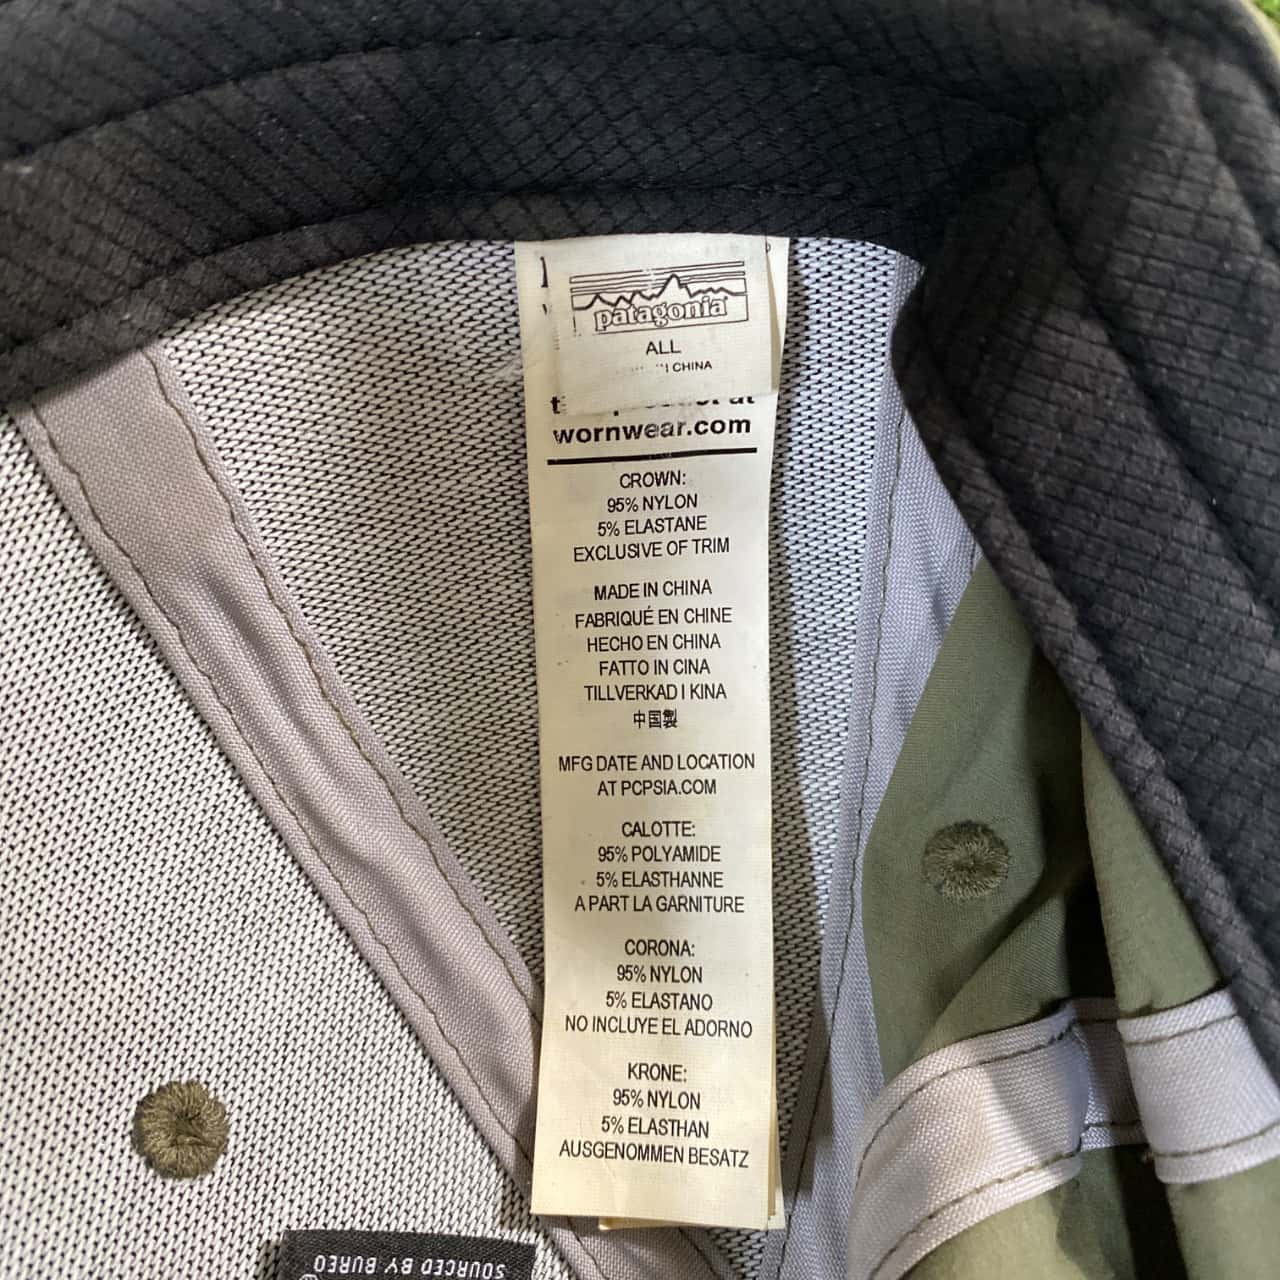 patagonia
ALL
CHINA
wornwear.com
CROWN:
95% NYLON
5% ELASTANE
EXCLUSIVE OF TRIM
MADE IN CHINA
FABRIQUÉ EN CHINE
HECHO EN CHINA
FATTO IN CINA
TILLVERKAD I KINA
中国製
MFG DATE AND LOCATION
AT PCPSIA.COM
CALOTTE:
95% POLYAMIDE
5% ELASTHANNE
A PART LA GARNITURE
CORONA:
95% NYLON
5% ELASTANO
NO INCLUYE EL ADORNO
KRONE:
95% NYLON
5% ELASTHAN
AUSGENOMMEN BESATZ
SOURCED BY BUREO